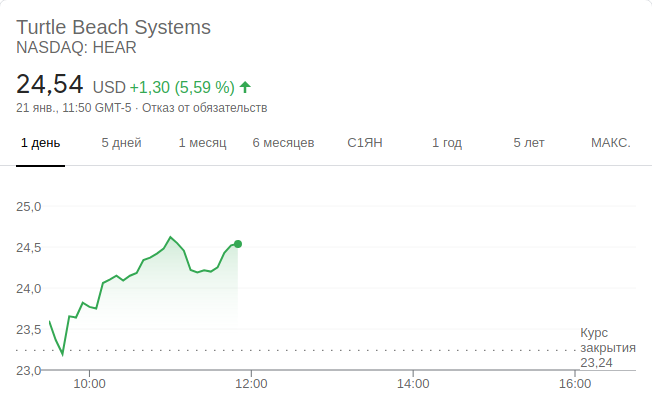 Turtle Beach Systems
NASDAQ: HEAR
24,54 USD +1,30 (5,59 %)
21 янв., 11:50 GMT-5 · Отказ от обязательств
1 день 5 дней 1 месяц 6 месяцев С1ЯН 1 год 5 лет МАКС.
25,0
24,5
24,0
23,5
23,0
Курс
закрытия
23,24
10:00 12:00 14:00 16:00